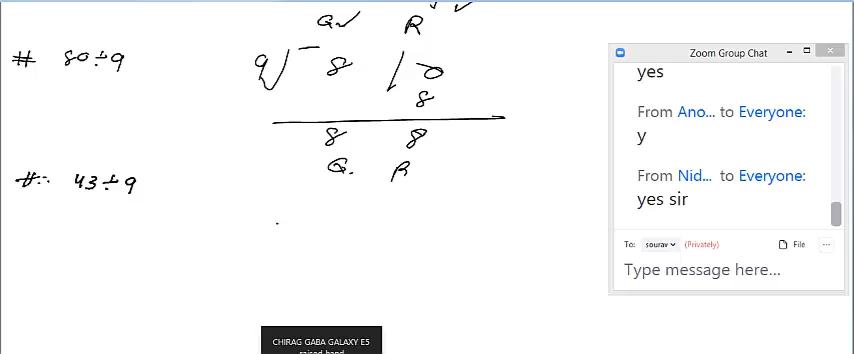 Q✓ R
# 80÷9
9 8 / 0
8
8 8
Q. R
#:- 43÷9
Zoom Group Chat
yes
From Ano... to Everyone:
y
From Nid... to Everyone:
yes sir
To: sourav (Privately) File ...
Type message here...
CHIRAG GABA GALAXY E5
raised hand